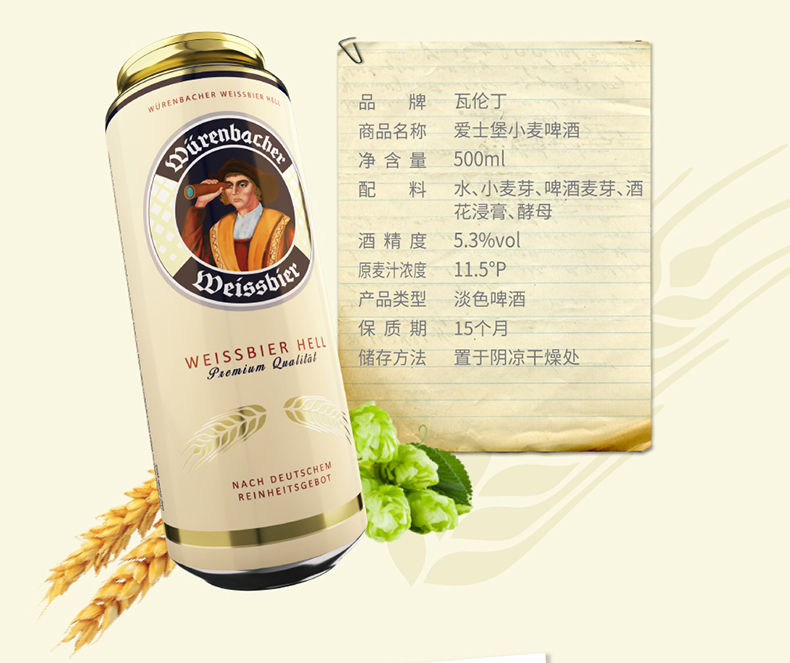 WÜRENBACHER WEISSBIER HELL
Würenbacher
Weissbier
WEISSBIER HELL
Premium Qualität
NACH DEUTSCHEM
REINHEITSGEBOT
品牌 瓦伦丁
商品名称 爱士堡小麦啤酒
净含量 500ml
配料 水、小麦芽、啤酒麦芽、酒
花浸膏、酵母
酒精度 5.3%vol
原麦汁浓度 11.5°P
产品类型 淡色啤酒
保质期 15个月
储存方法 置于阴凉干燥处